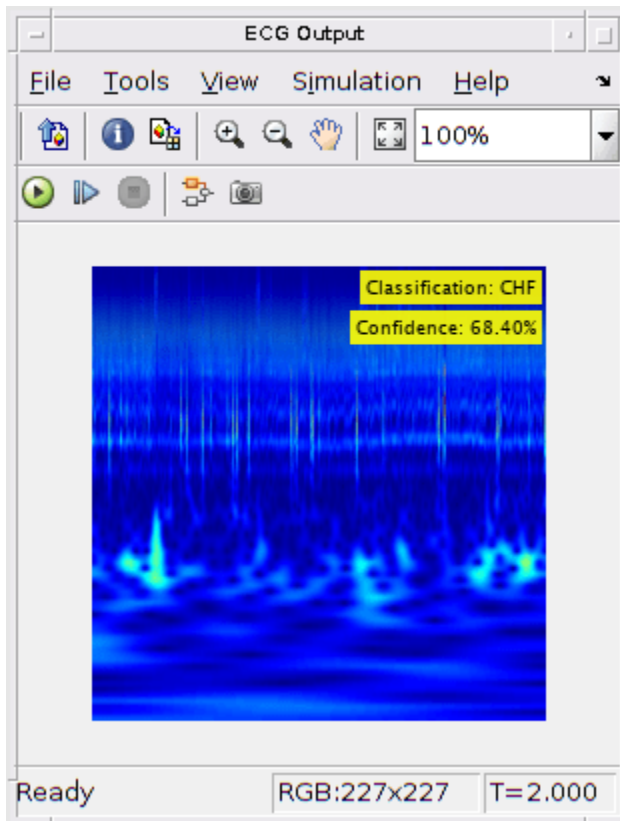 ECG Output
File Tools View Simulation Help
100%
Classification: CHF
Confidence: 68.40%
Ready RGB:227x227 T=2.000